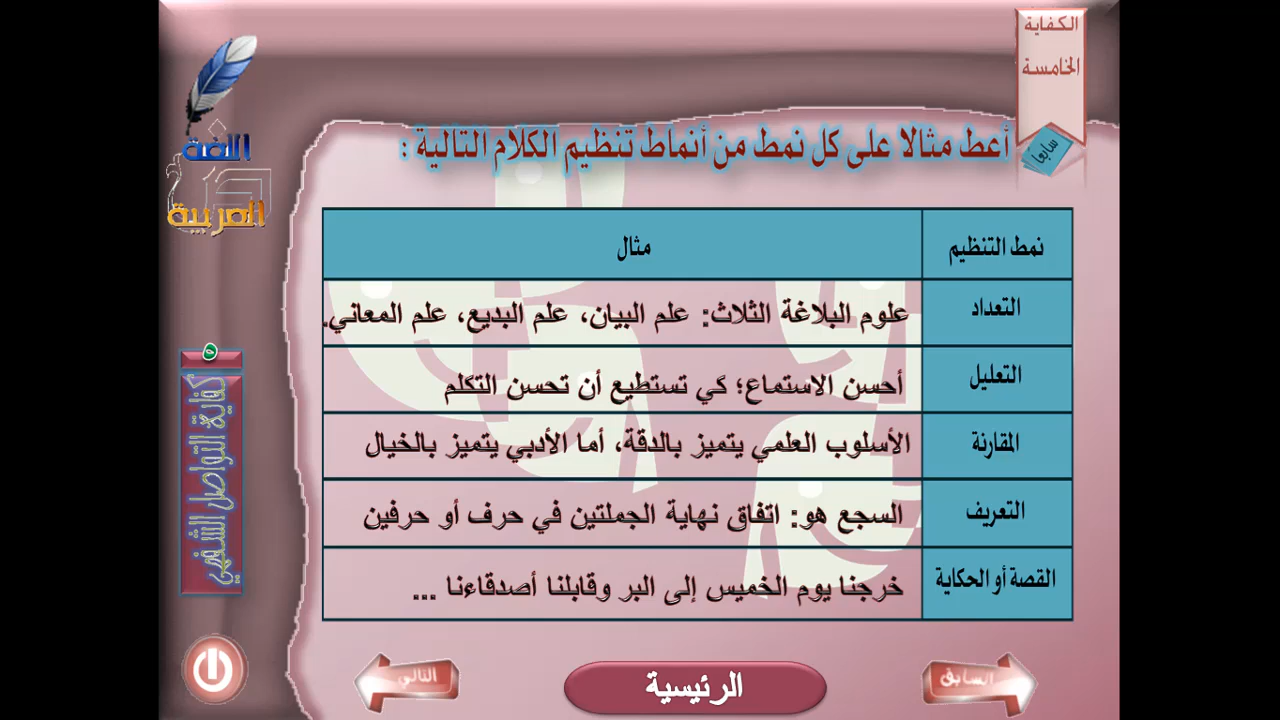 الكفاية
الخامسة
سابعا
أعط مثالا على كل نمط من أنماط تنظيم الكلام التالية :
اللغة
العربية
نمط التنظيم
مثال
التعداد
علوم البلاغة الثلاث: علم البيان، علم البديع، علم المعاني.
التعليل
أحسن الاستماع؛ كي تستطيع أن تحسن التكلم
المقارنة
الأسلوب العلمي يتميز بالدقة، أما الأدبي يتميز بالخيال
التعريف
السجع هو: اتفاق نهاية الجملتين في حرف أو حرفين
القصة أو الحكاية
خرجنا يوم الخميس إلى البر وقابلنا أصدقاءنا ...
٥
كفاية التواصل الشفهي
السابق
الرئيسية
التالي